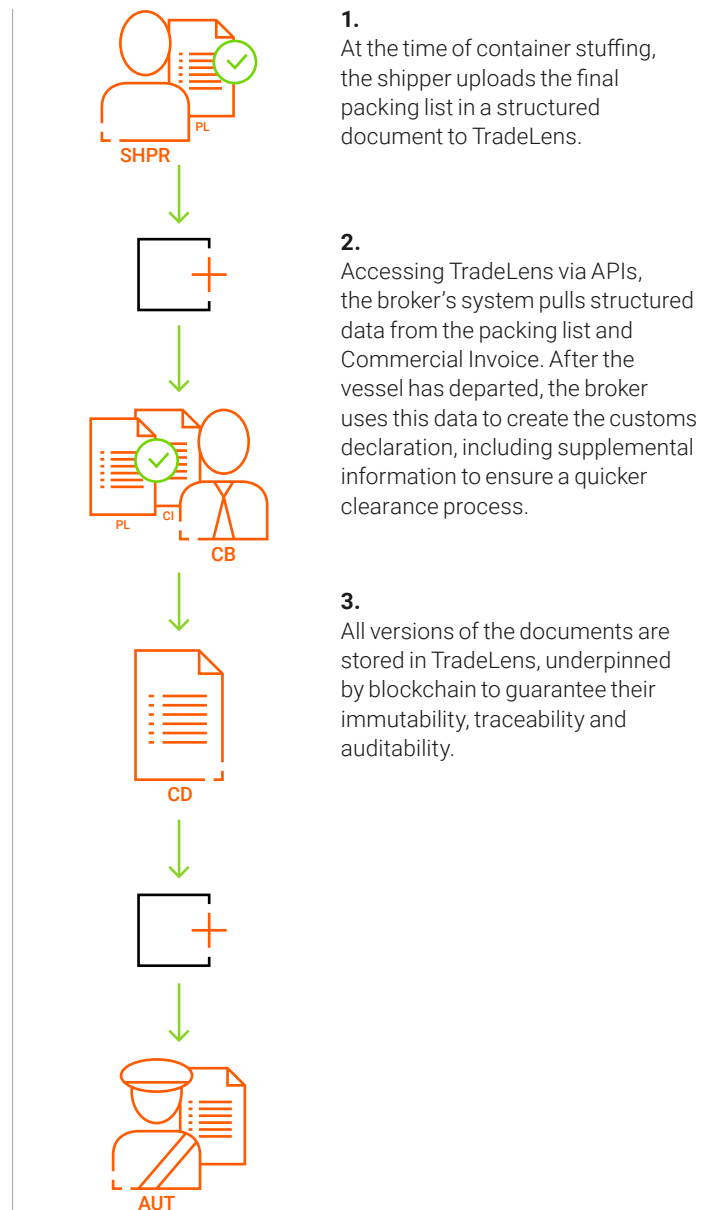 1.
At the time of container stuffing,
the shipper uploads the final
packing list in a structured
document to TradeLens.
PL
SHPR
2.
Accessing TradeLens via APIs,
the broker's system pulls structured
data from the packing list and
Commercial Invoice. After the
vessel has departed, the broker
uses this data to create the customs
declaration, including supplemental
information to ensure a quicker
clearance process.
PL
CI
CB
3.
All versions of the documents are
stored in TradeLens, underpinned
by blockchain to guarantee their
immutability, traceability and
auditability.
CD
AUT